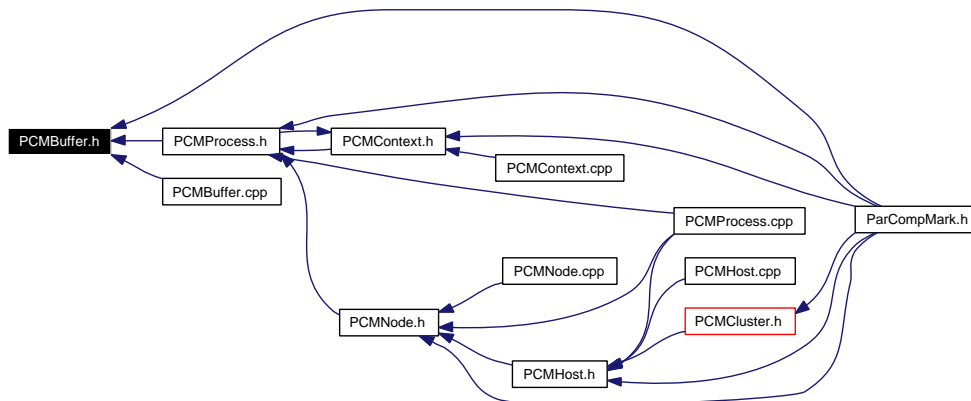 PCMBuffer.h
PCMProcess.h
PCMContext.h
PCMContext.cpp
PCMBuffer.cpp
PCMProcess.cpp
ParCompMark.h
PCMNode.cpp
PCMHost.cpp
PCMNode.h
PCMCluster.h
PCMHost.h